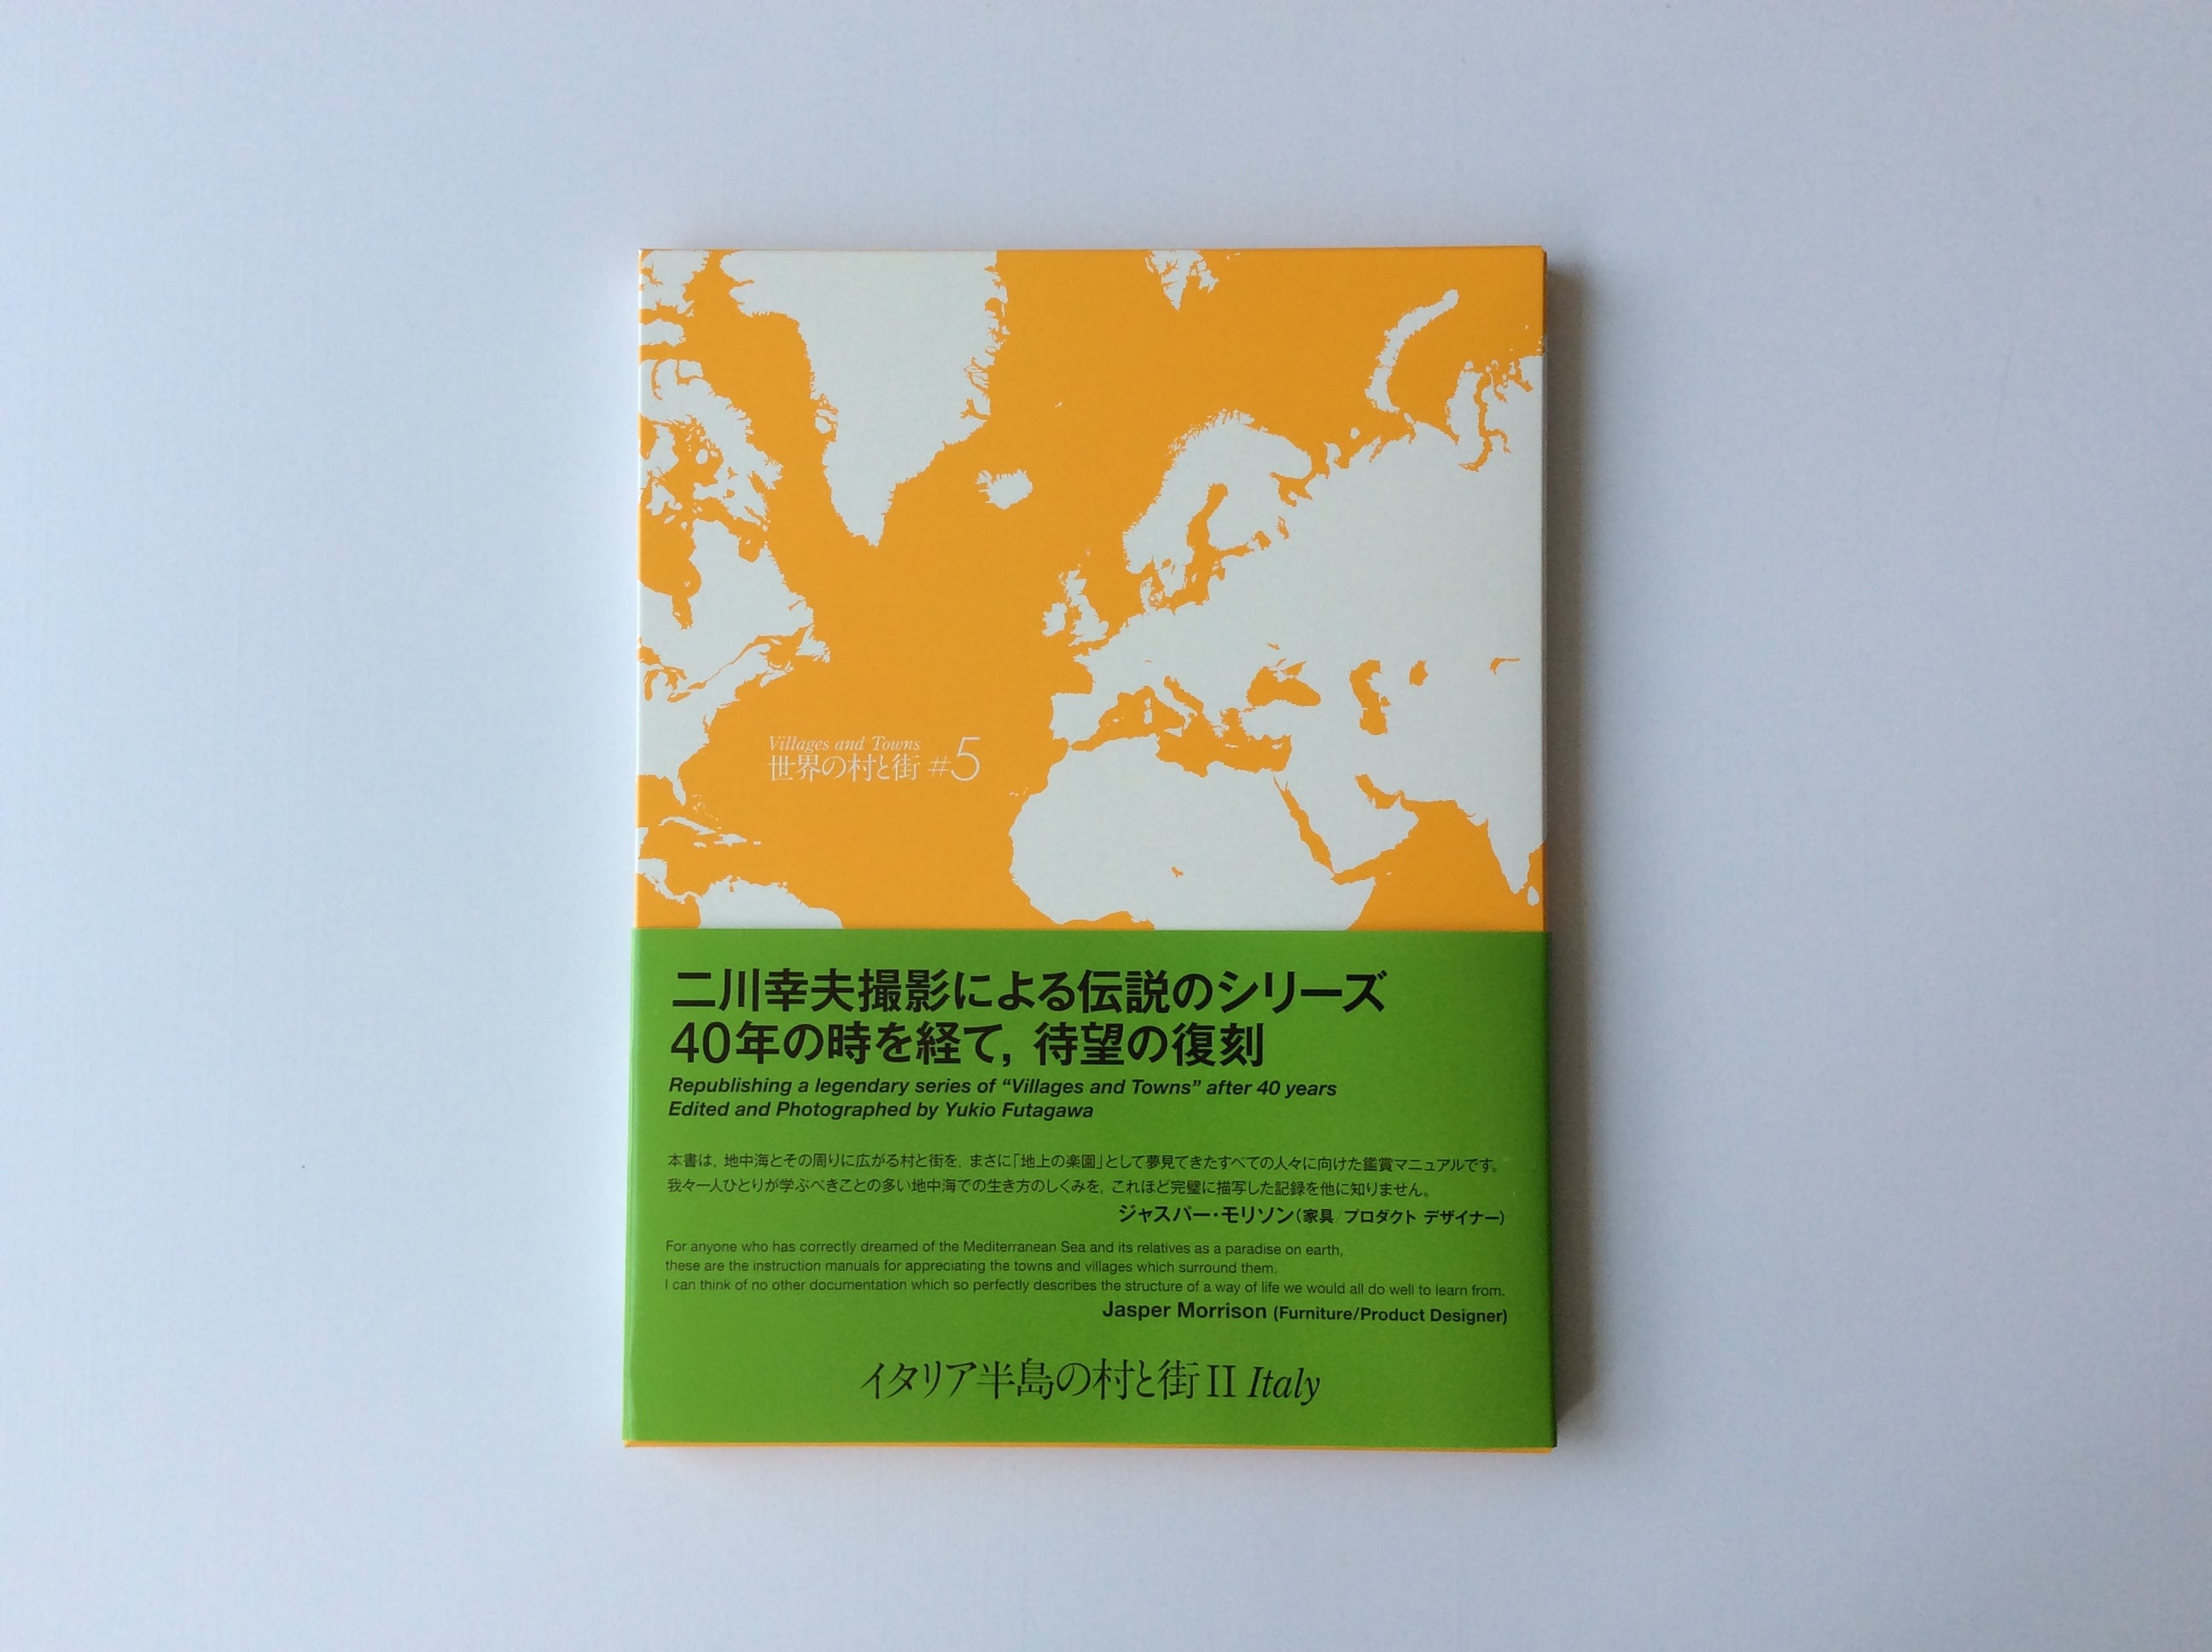 Villages and Towns
世界の村と街 #5
二川幸夫撮影による伝説のシリーズ
40年の時を経て，待望の復刻
Republishing a legendary series of “Villages and Towns” after 40 years
Edited and Photographed by Yukio Futagawa
本書は，地中海とその周りに広がる村と街を，まさに「地上の楽園」として夢見てきたすべての人々に向けた鑑賞マニュアルです。
我々一人ひとりが学ぶべきことの多い地中海での生き方のしくみを，これほど完璧に描写した記録を他に知りません。
ジャスパー・モリソン（家具/プロダクト デザイナー）
For anyone who has correctly dreamed of the Mediterranean Sea and its relatives as a paradise on earth,
these are the instruction manuals for appreciating the towns and villages which surround them.
I can think of no other documentation which so perfectly describes the structure of a way of life we would all do well to learn from.
Jasper Morrison (Furniture/Product Designer)
イタリア半島の村と街 II Italy